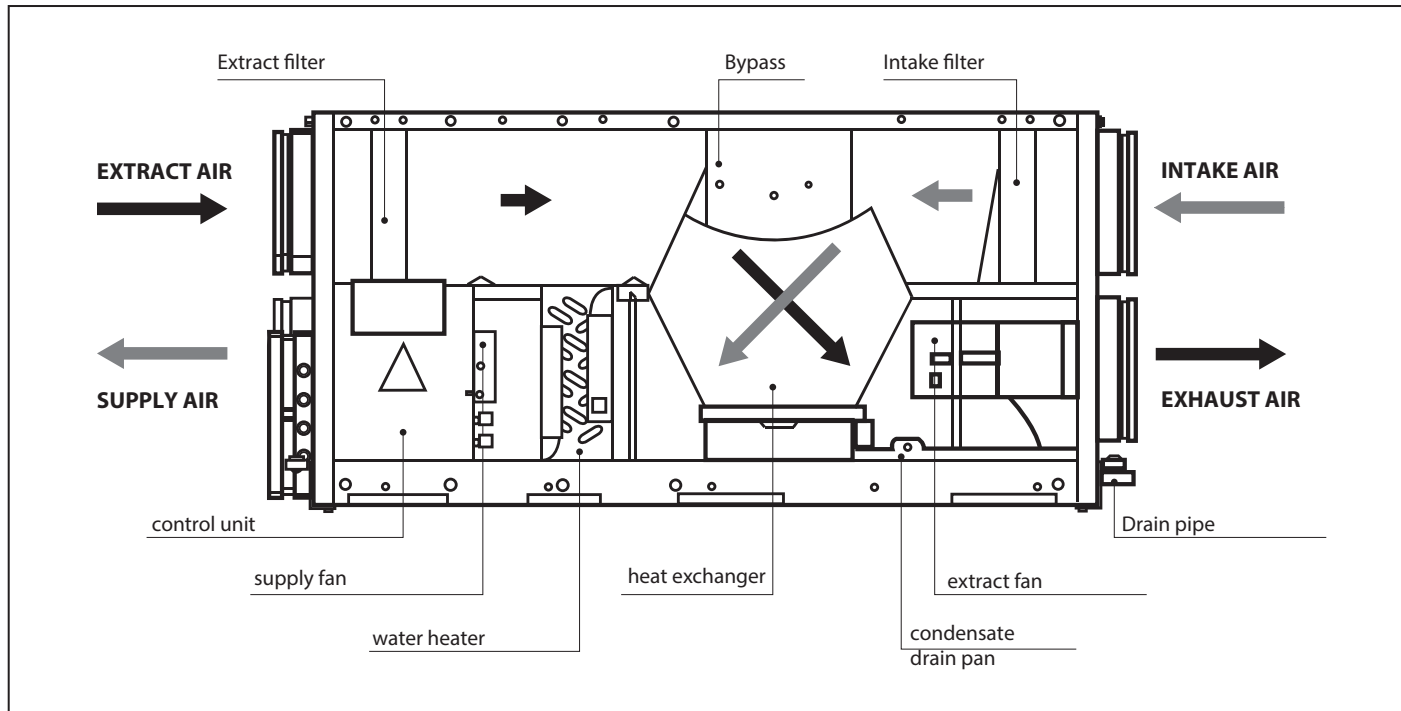 Extract filter
Bypass
Intake filter
EXTRACT AIR
INTAKE AIR
SUPPLY AIR
EXHAUST AIR
control unit
Drain pipe
supply fan
heat exchanger
extract fan
water heater
condensate
drain pan